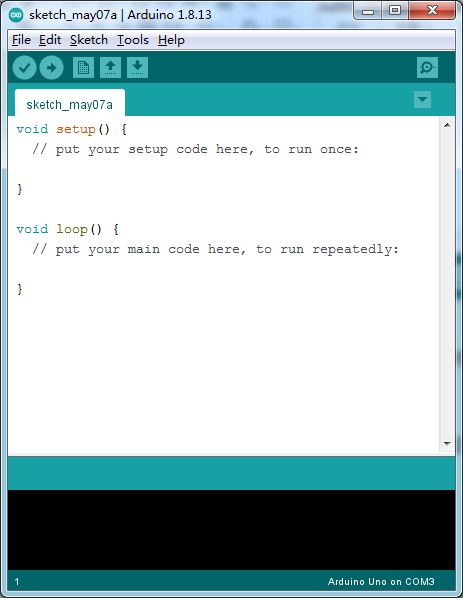 sketch_may07a | Arduino 1.8.13
File Edit Sketch Tools Help
sketch_may07a
void setup() {
  // put your setup code here, to run once:
}
void loop() {
  // put your main code here, to run repeatedly:
}
1 Arduino Uno on COM3